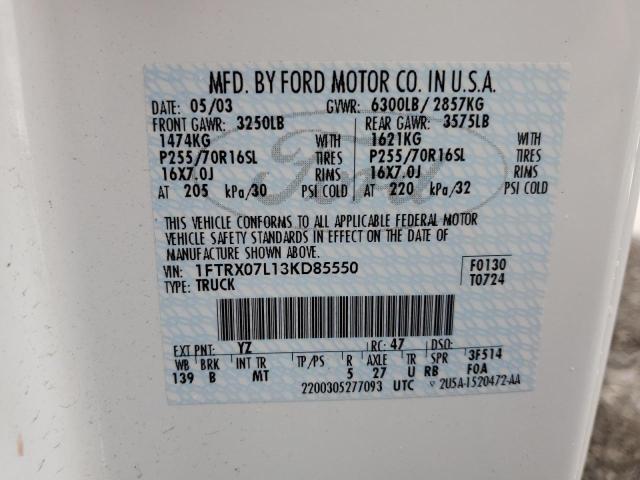 MFD. BY FORD MOTOR CO. IN U.S.A.
DATE: 05/03 GVWR: 6300LB/ 2857KG
FRONT GAWR: 3250LB REAR GAWR: 3575LB
1474KG WITH 1621KG WITH
P255/70R16SL TIRES P255/70R16SL TIRES
16X7.0J RIMS 16X7.0J RIMS
AT 205 kPa/30 PSI COLD AT 220 kPa/32 PSI COLD
Ford
THIS VEHICLE CONFORMS TO ALL APPLICABLE FEDERAL MOTOR
VEHICLE SAFETY STANDARDS IN EFFECT ON THE DATE OF
MANUFACTURE SHOWN ABOVE.
VIN: 1FTRX07L13KD85550 F0130
TYPE: TRUCK T0724
EXT PNT: YZ RC: 47 DSO:
WB BRK INT TR TP/PS R AXLE TR SPR 3F514
139 B MT 5 27 U RB FOA
2200305277093 UTC 2U5A-1520472-AA